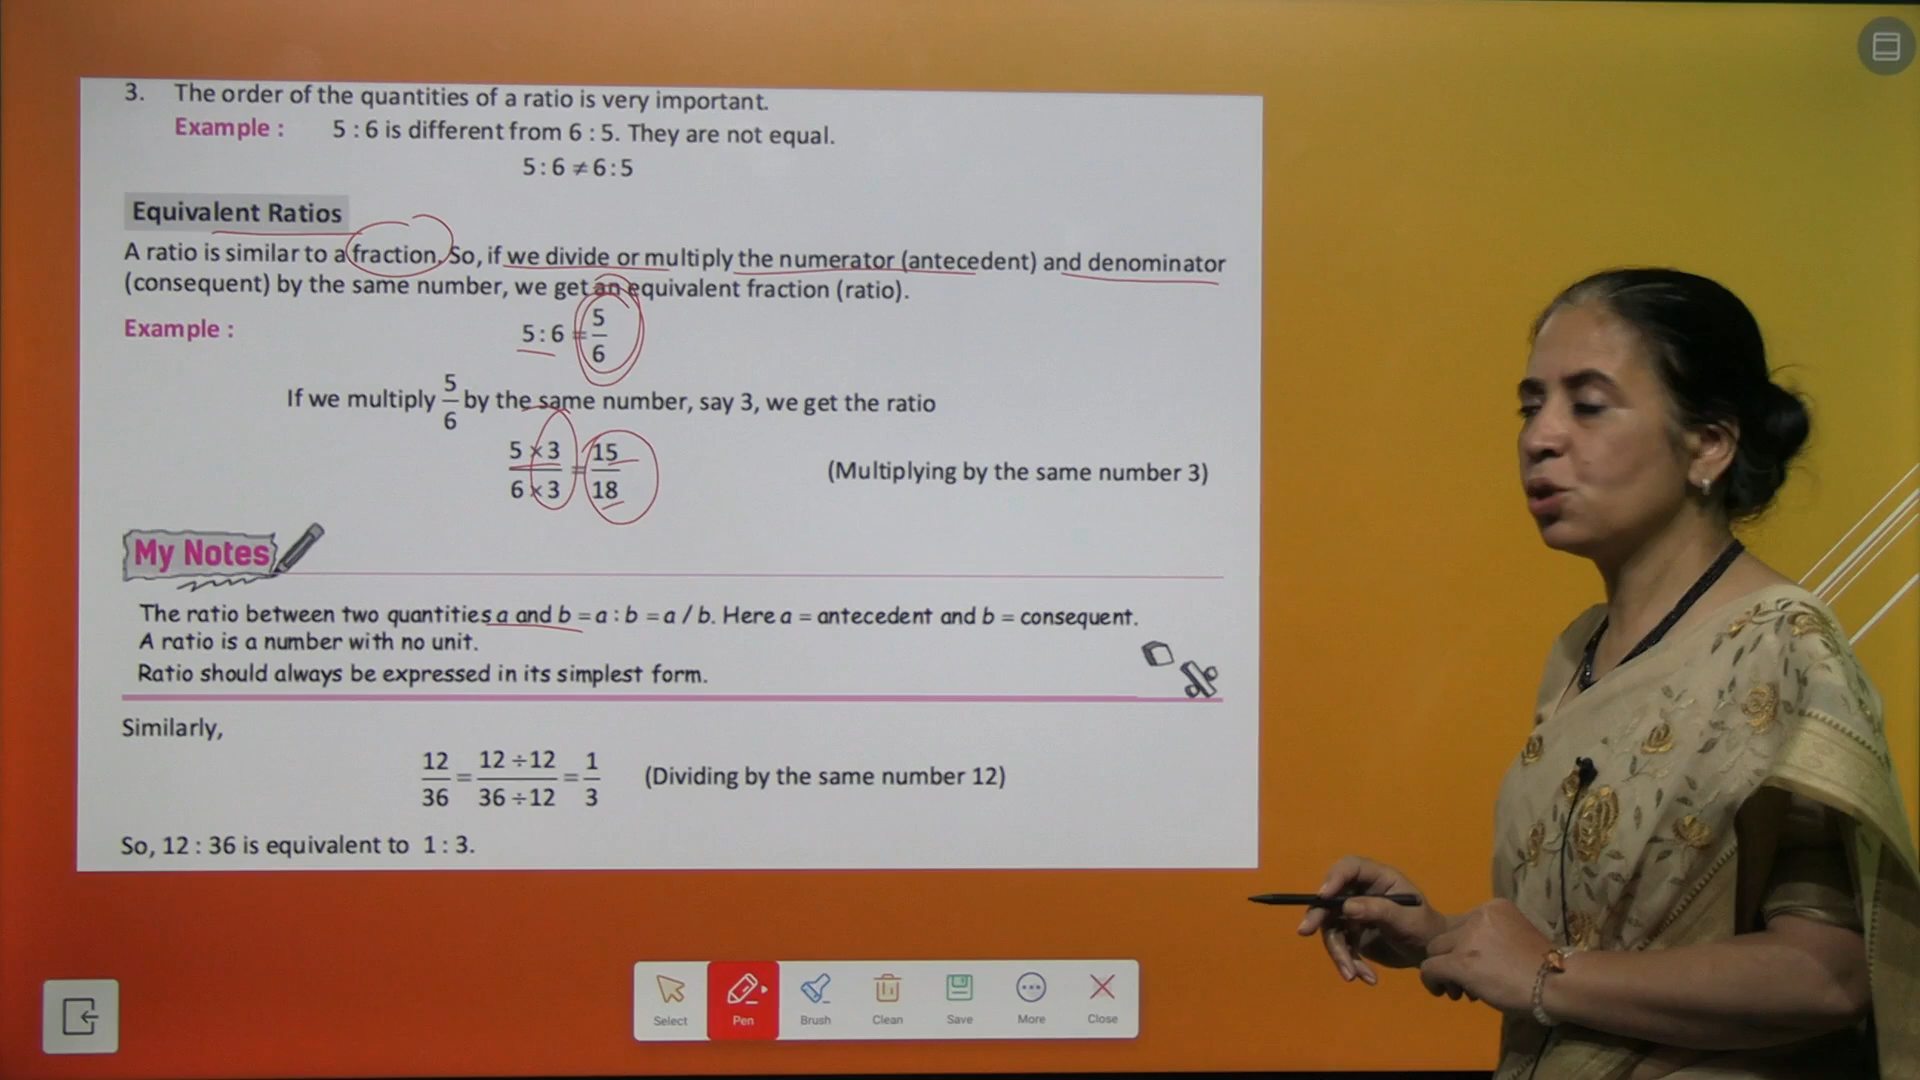 3. The order of the quantities of a ratio is very important.
Example : 5 : 6 is different from 6 : 5. They are not equal.
5 : 6 ≠ 6 : 5
Equivalent Ratios
A ratio is similar to a fraction. So, if we divide or multiply the numerator (antecedent) and denominator
(consequent) by the same number, we get an equivalent fraction (ratio).
Example : 5 : 6 = 5/6
If we multiply 5/6 by the same number, say 3, we get the ratio
5 × 3 / 6 × 3 = 15/18 (Multiplying by the same number 3)
My Notes
The ratio between two quantities a and b = a : b = a / b. Here a = antecedent and b = consequent.
A ratio is a number with no unit.
Ratio should always be expressed in its simplest form.
Similarly,
12/36 = 12 ÷ 12 / 36 ÷ 12 = 1/3 (Dividing by the same number 12)
So, 12 : 36 is equivalent to 1 : 3.
Select Pen Brush Clean Save More Close